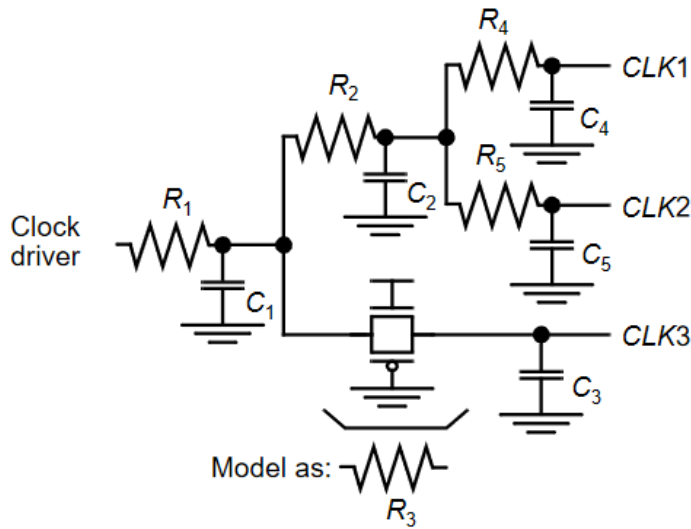 R4
CLK1
R2
C4
R5
R1
C2
CLK2
Clock
driver
C5
C1
CLK3
C3
Model as:
R3